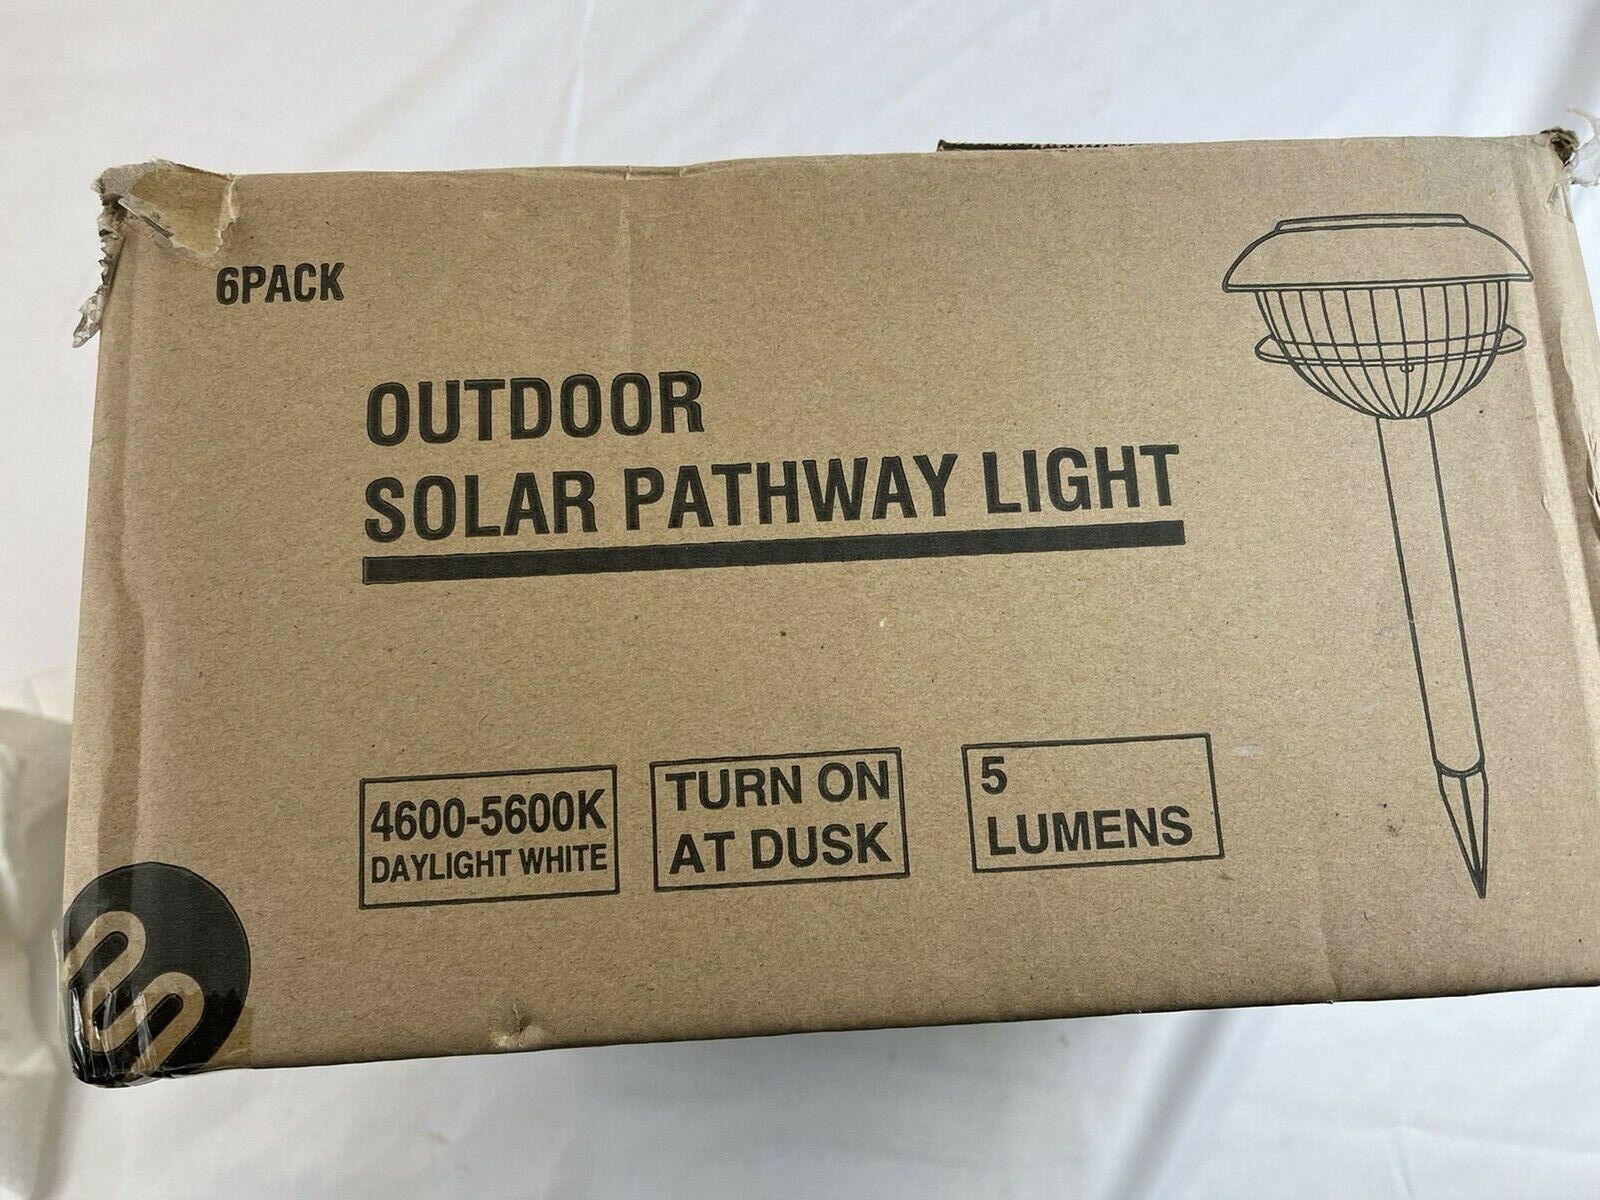 6PACK
OUTDOOR
SOLAR PATHWAY LIGHT
4600-5600K
DAYLIGHT WHITE
TURN ON
AT DUSK
5
LUMENS